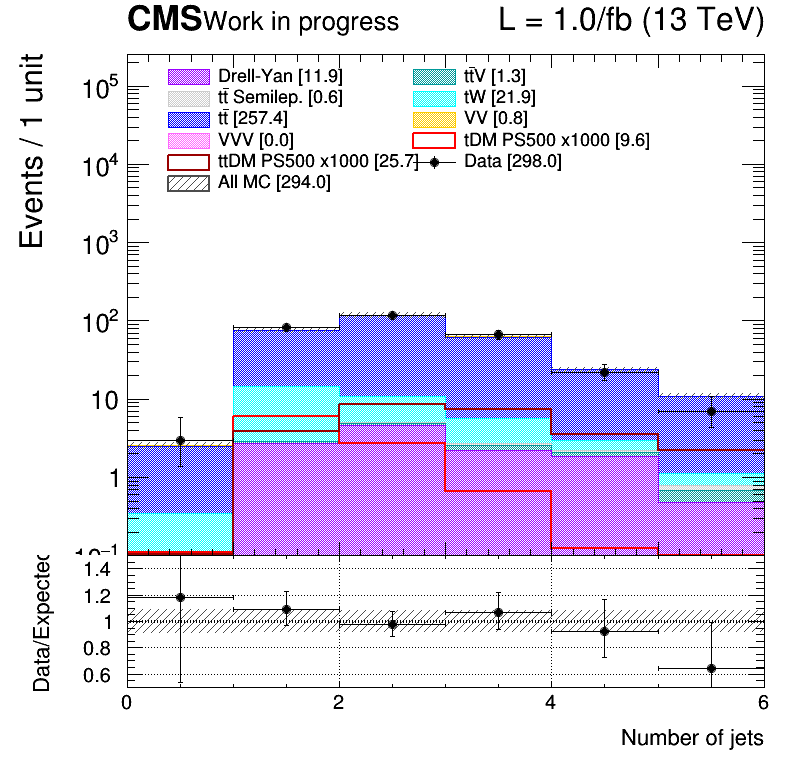 CMS Work in progress L = 1.0/fb (13 TeV)
Events / 1 unit
Drell-Yan [11.9] tt̄V [1.3]
tt̄ Semilep. [0.6] tW [21.9]
tt̄ [257.4] VV [0.8]
VVV [0.0] tDM PS500 x1000 [9.6]
ttDM PS500 x1000 [25.7] Data [298.0]
All MC [294.0]
10⁵
10⁴
10³
10²
10
1
10⁻¹
Data/Expected
1.4
1.2
1
0.8
0.6
0 2 4 6
Number of jets